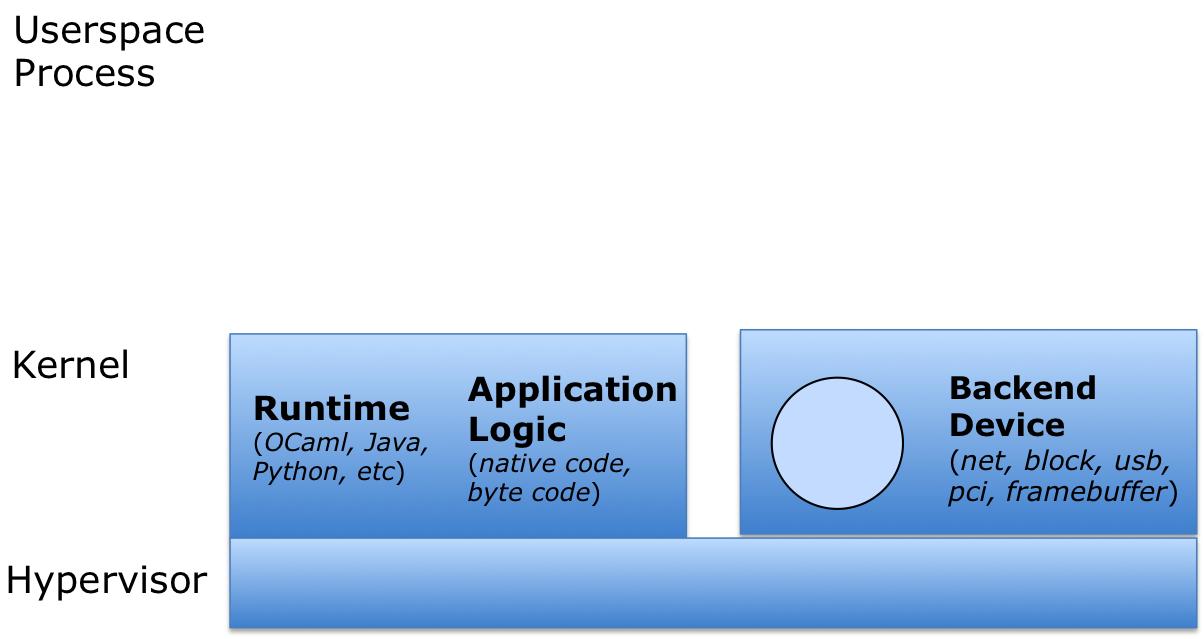 Userspace
Process
Kernel
Runtime
(OCaml, Java,
Python, etc)
Application
Logic
(native code,
byte code)
Backend
Device
(net, block, usb,
pci, framebuffer)
Hypervisor